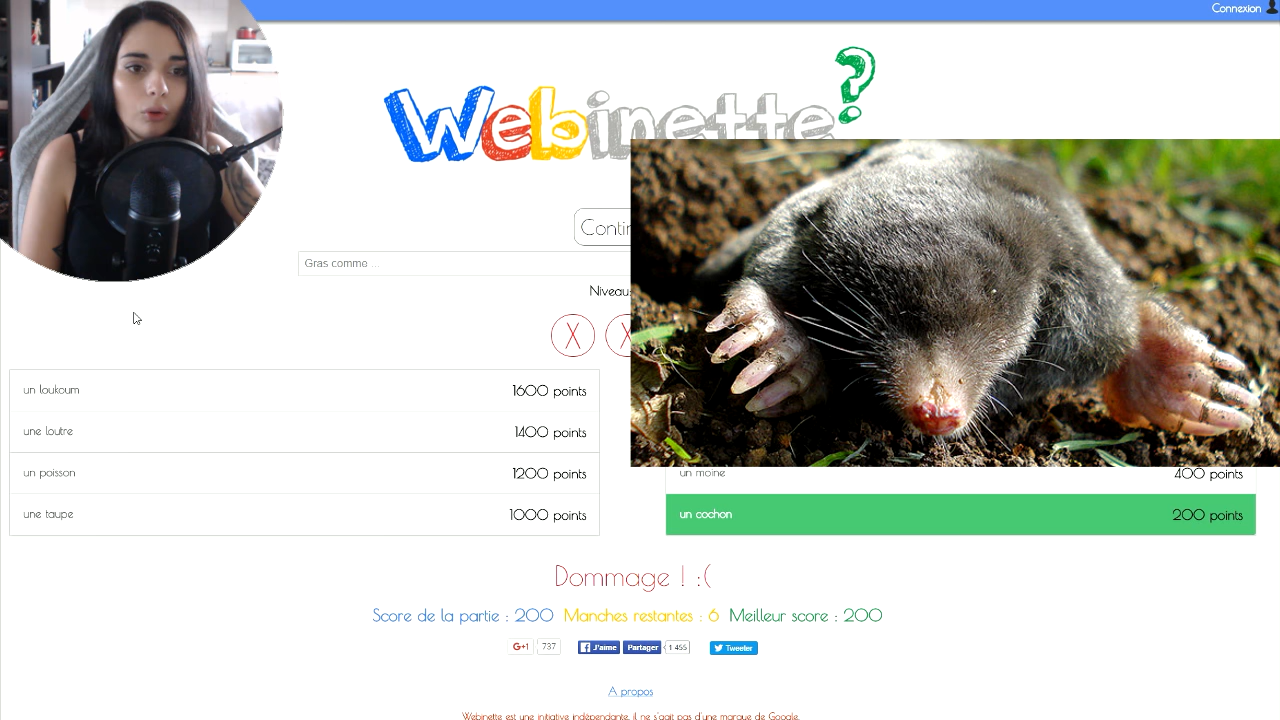 Connexion
Webinette?
Gras comme ...
Niveau
X X
un loukoum 1600 points
une loutre 1400 points
un poisson 1200 points
une taupe 1000 points
un moine 400 points
un cochon 200 points
Dommage ! :(
Score de la partie : 200 Manches restantes : 6 Meilleur score : 200
G+1 737 J'aime Partager 1 455 Tweeter
A propos
Webinette est une initiative indépendante, il ne s'agit pas d'une marque de Google.